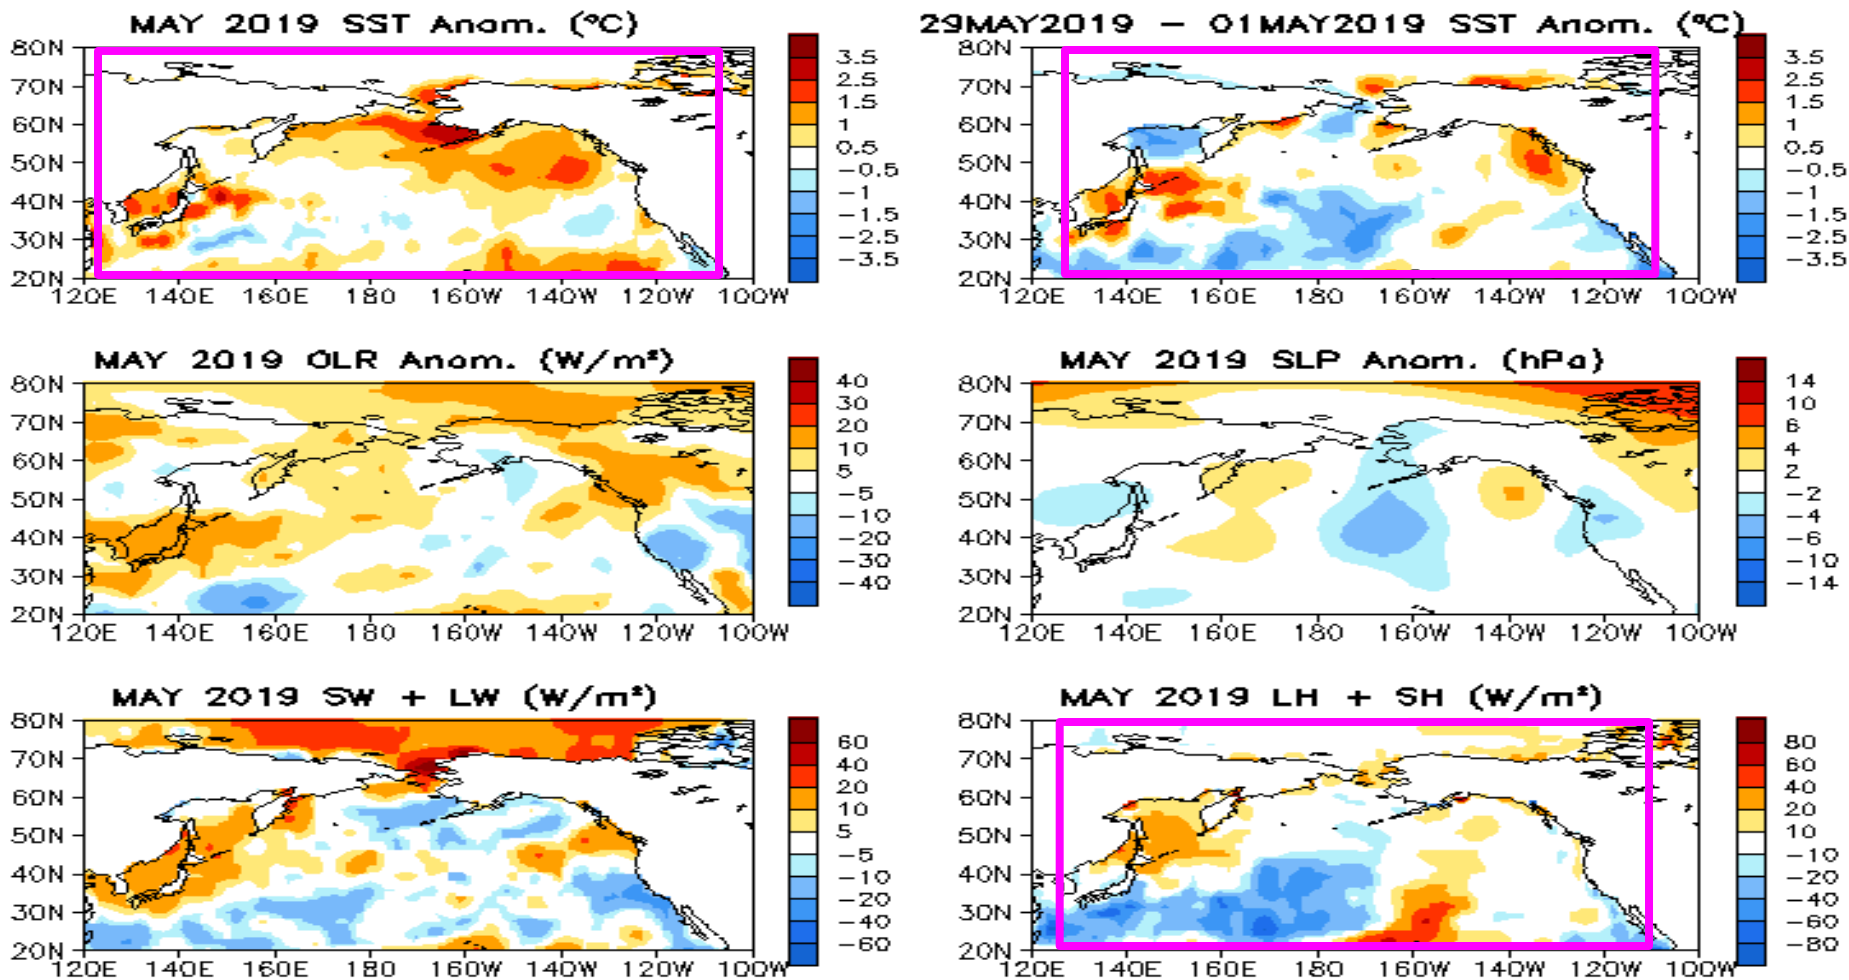 MAY 2019 SST Anom. (°C)
80N
70N
60N
50N
40N
30N
20N
120E 140E 160E 180 160W 140W 120W 100W
3.5
2.5
1.5
1
0.5
-0.5
-1
-1.5
-2.5
-3.5
29MAY2019 - 01MAY2019 SST Anom. (°C)
80N
70N
60N
50N
40N
30N
20N
120E 140E 160E 180 160W 140W 120W 100W
3.5
2.5
1.5
1
0.5
-0.5
-1
-1.5
-2.5
-3.5
MAY 2019 OLR Anom. (W/m²)
80N
70N
60N
50N
40N
30N
20N
120E 140E 160E 180 160W 140W 120W 100W
40
30
20
10
5
-5
-10
-20
-30
-40
MAY 2019 SLP Anom. (hPa)
80N
70N
60N
50N
40N
30N
20N
120E 140E 160E 180 160W 140W 120W 100W
14
10
6
4
2
-2
-4
-6
-10
-14
MAY 2019 SW + LW (W/m²)
80N
70N
60N
50N
40N
30N
20N
120E 140E 160E 180 160W 140W 120W 100W
60
40
20
10
5
-5
-10
-20
-40
-60
MAY 2019 LH + SH (W/m²)
80N
70N
60N
50N
40N
30N
20N
120E 140E 160E 180 160W 140W 120W 100W
80
60
40
20
10
-10
-20
-40
-60
-80